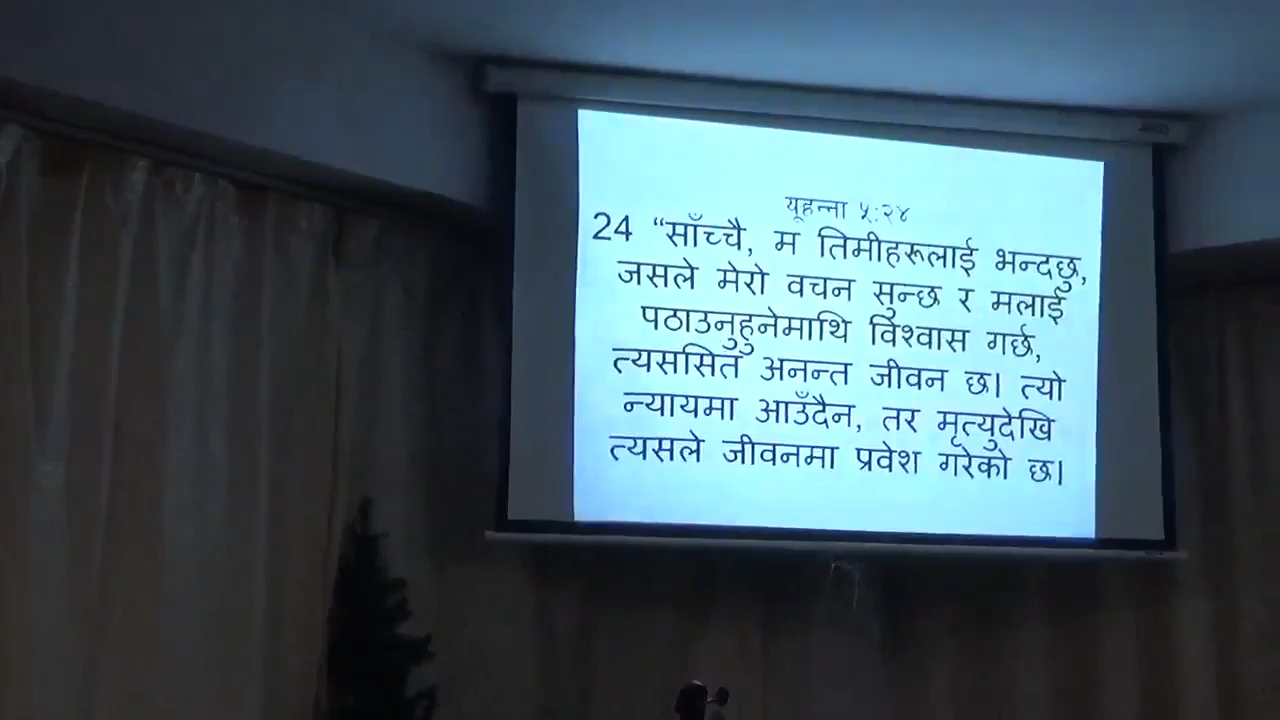 यूहन्ना ५:२४
24 “साँच्चै, म तिमीहरूलाई भन्दछु,
जसले मेरो वचन सुन्छ र मलाई
पठाउनुहुनेमाथि विश्वास गर्छ,
त्यससित अनन्त जीवन छ। त्यो
न्यायमा आउँदैन, तर मृत्युदेखि
त्यसले जीवनमा प्रवेश गरेको छ।